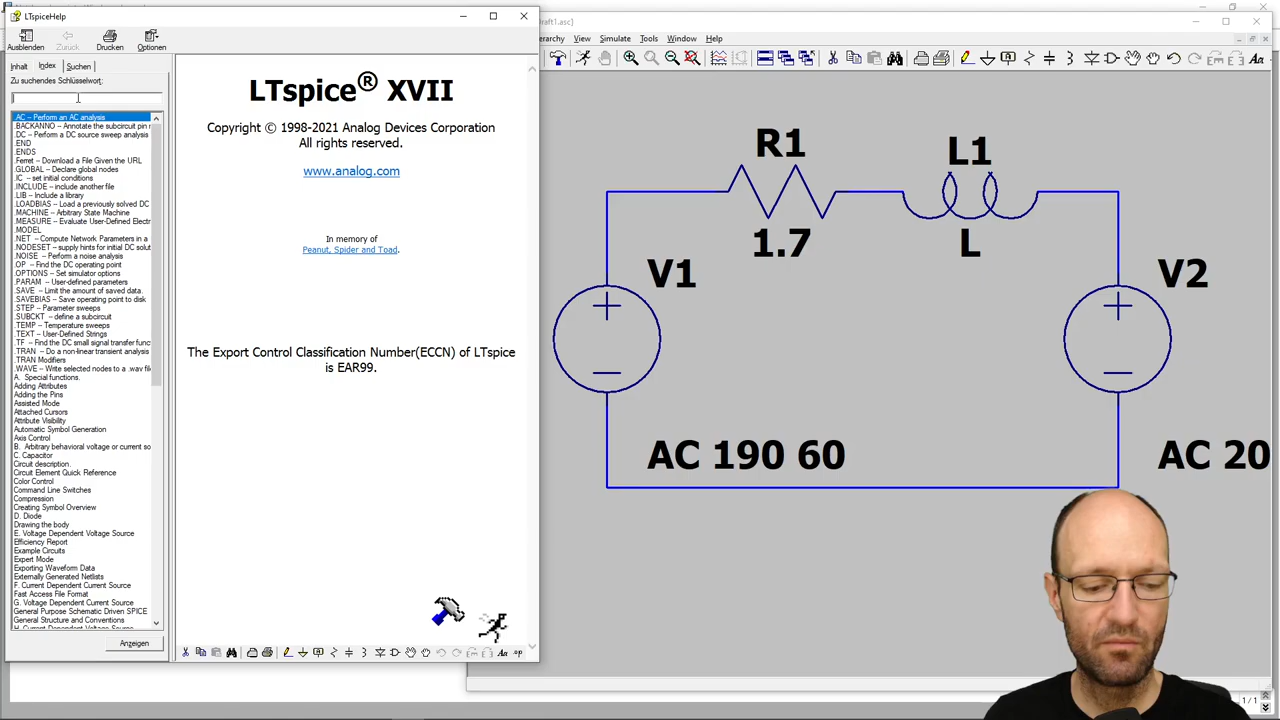 LTspiceHelp
Ausblenden
Zurück
Drucken
Optionen
Inhalt
Index
Suchen
Zu suchendes Schlüsselwort:
.AC -- Perform an AC analysis
.BACKANNO -- Annotate the subcircuit pin r
.DC -- Perform a DC source sweep analysis
.END
.ENDS
.Ferret -- Download a File Given the URL
.GLOBAL -- Declare global nodes
.IC -- set initial conditions
.INCLUDE -- include another file
.LIB -- Include a library
.LOADBIAS -- Load a previously solved DC
.MACHINE -- Arbitrary State Machine
.MEASURE -- Evaluate User-Defined Electr
.MODEL
.NET -- Compute Network Parameters in a
.NODESET -- supply hints for initial DC solut
.NOISE -- Perform a noise analysis
.OP -- Find the DC operating point
.OPTIONS -- Set simulator options
.PARAM -- User-defined parameters
.SAVE -- Limit the amount of saved data.
.SAVEBIAS -- Save operating point to disk
.STEP -- Parameter sweeps
.SUBCKT -- define a subcircuit
.TEMP -- Temperature sweeps
.TEXT -- User-Defined Strings
.TF -- Find the DC small signal transfer func
.TRAN -- Do a non-linear transient analysis
.TRAN Modifiers
.WAVE -- Write selected nodes to a .wav file
A. Special functions.
Adding Attributes
Adding the Pins
Assisted Mode
Attached Cursors
Attribute Visibility
Automatic Symbol Generation
Axis Control
B. Arbitrary behavioral voltage or current so
C. Capacitor
Circuit description.
Circuit Element Quick Reference
Color Control
Command Line Switches
Compression
Creating Symbol Overview
D. Diode
Drawing the body
E. Voltage Dependent Voltage Source
Efficiency Report
Example Circuits
Expert Mode
Exporting Waveform Data
Externally Generated Netlists
F. Current Dependent Current Source
Fast Access File Format
G. Voltage Dependent Current Source
General Purpose Schematic Driven SPICE
General Structure and Conventions
H. Current Dependent Voltage Source
Anzeigen
LTspice® XVII
Copyright © 1998-2021 Analog Devices Corporation
All rights reserved.
www.analog.com
In memory of
Peanut, Spider and Toad.
The Export Control Classification Number(ECCN) of LTspice
is EAR99.
raft1.asc]
erarchy View Simulate Tools Window Help
R1
1.7
L1
L
V1
AC 190 60
V2
AC 20
1 / 1